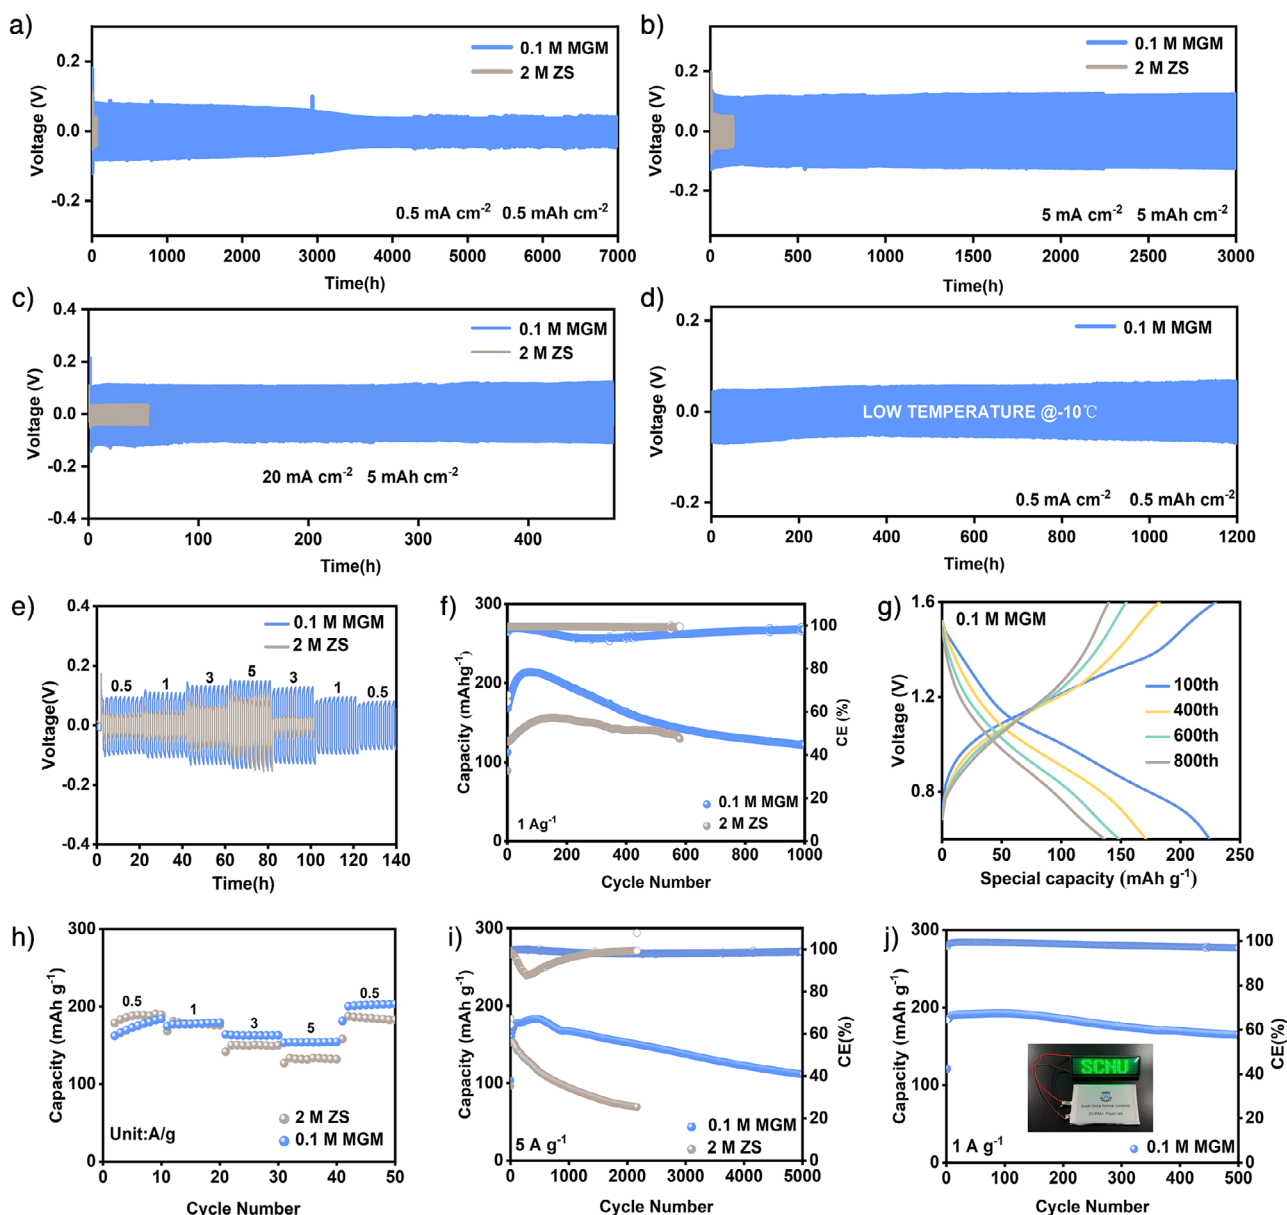 a)
0.1 M MGM
2 M ZS
0.2
0.0
-0.2
Voltage (V)
0.5 mA cm-2 0.5 mAh cm-2
0 1000 2000 3000 4000 5000 6000 7000
Time(h)
b)
0.1 M MGM
2 M ZS
0.2
0.0
-0.2
Voltage (V)
5 mA cm-2 5 mAh cm-2
0 500 1000 1500 2000 2500 3000
Time(h)
c)
0.1 M MGM
2 M ZS
0.4
0.2
0.0
-0.2
-0.4
Voltage (V)
20 mA cm-2 5 mAh cm-2
0 100 200 300 400
Time(h)
d)
0.1 M MGM
0.2
0.0
-0.2
Voltage (V)
LOW TEMPERATURE @-10℃
0.5 mA cm-2 0.5 mAh cm-2
0 200 400 600 800 1000 1200
Time(h)
e)
0.1 M MGM
2 M ZS
0.4
0.2
0.0
-0.2
-0.4
Voltage(V)
0.5 1 3 5 3 1 0.5
0 20 40 60 80 100 120 140
Time(h)
f)
300
200
100
0
Capacity (mAhg-1)
100
80
60
40
20
0
CE (%)
0.1 M MGM
2 M ZS
1 Ag-1
0 200 400 600 800 1000
Cycle Number
g)
0.1 M MGM
1.6
1.2
0.8
Voltage (V)
100th
400th
600th
800th
0 50 100 150 200 250
Special capacity (mAh g-1)
h)
300
200
100
0
Capacity (mAh g-1)
0.5 1 3 5 0.5
2 M ZS
0.1 M MGM
Unit:A/g
0 10 20 30 40 50
Cycle Number
i)
300
200
100
0
Capacity (mAh g-1)
100
80
60
40
20
0
CE(%)
0.1 M MGM
2 M ZS
5 A g-1
0 1000 2000 3000 4000 5000
Cycle Number
j)
300
200
100
0
Capacity (mAh g-1)
100
80
60
40
20
0
CE(%)
SCNU
South China Normal University
0.1 M MGM
1 A g-1
0 100 200 300 400 500
Cycle Number